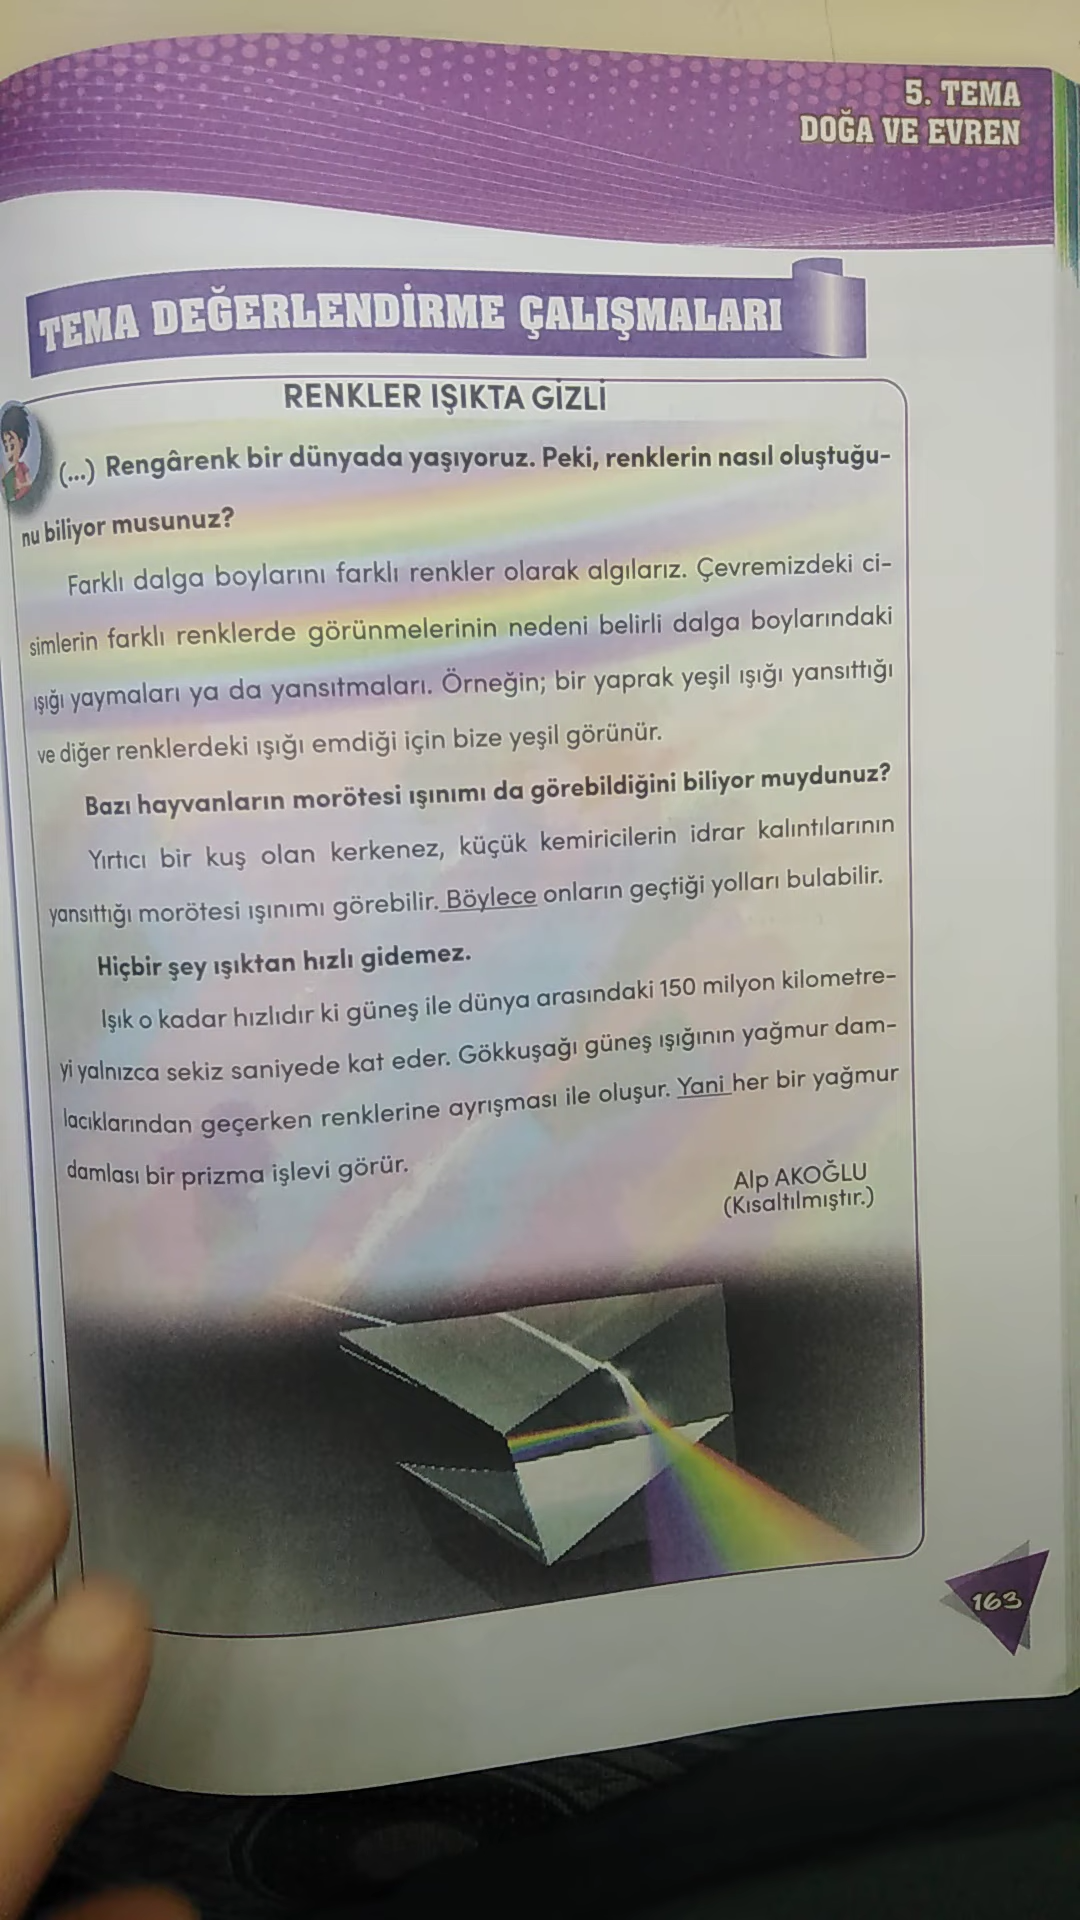 5. TEMA
DOĞA VE EVREN
TEMA DEĞERLENDİRME ÇALIŞMALARI
RENKLER IŞIKTA GİZLİ
(...) Rengârenk bir dünyada yaşıyoruz. Peki, renklerin nasıl oluştuğu-
nu biliyor musunuz?
Farklı dalga boylarını farklı renkler olarak algılarız. Çevremizdeki ci-
simlerin farklı renklerde görünmelerinin nedeni belirli dalga boylarındaki
ışığı yaymaları ya da yansıtmaları. Örneğin; bir yaprak yeşil ışığı yansıttığı
ve diğer renklerdeki ışığı emdiği için bize yeşil görünür.
Bazı hayvanların morötesi ışınımı da görebildiğini biliyor muydunuz?
Yırtıcı bir kuş olan kerkenez, küçük kemiricilerin idrar kalıntılarının
yansıttığı morötesi ışınımı görebilir. Böylece onların geçtiği yolları bulabilir.
Hiçbir şey ışıktan hızlı gidemez.
Işık o kadar hızlıdır ki güneş ile dünya arasındaki 150 milyon kilometre-
yi yalnızca sekiz saniyede kat eder. Gökkuşağı güneş ışığının yağmur dam-
lacıklarından geçerken renklerine ayrışması ile oluşur. Yani her bir yağmur
damlası bir prizma işlevi görür.
Alp AKOĞLU
(Kısaltılmıştır.)
163